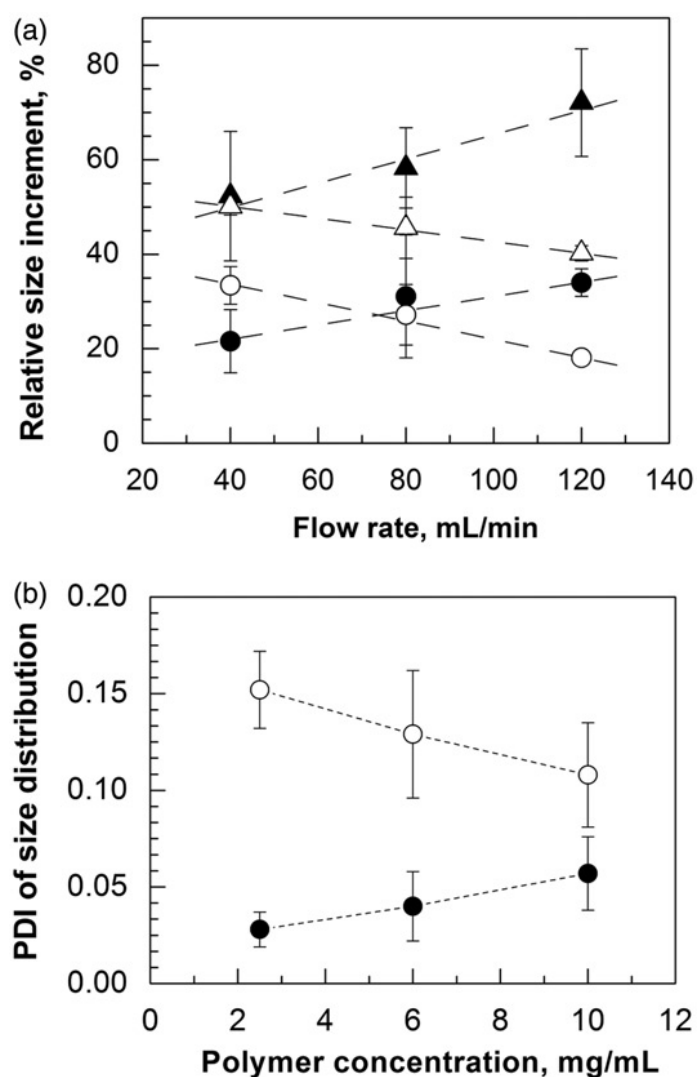 (a)
Relative size increment, %
80
60
40
20
0
20 40 60 80 100 120 140
Flow rate, mL/min
(b)
PDI of size distribution
0.20
0.15
0.10
0.05
0.00
0 2 4 6 8 10 12
Polymer concentration, mg/mL